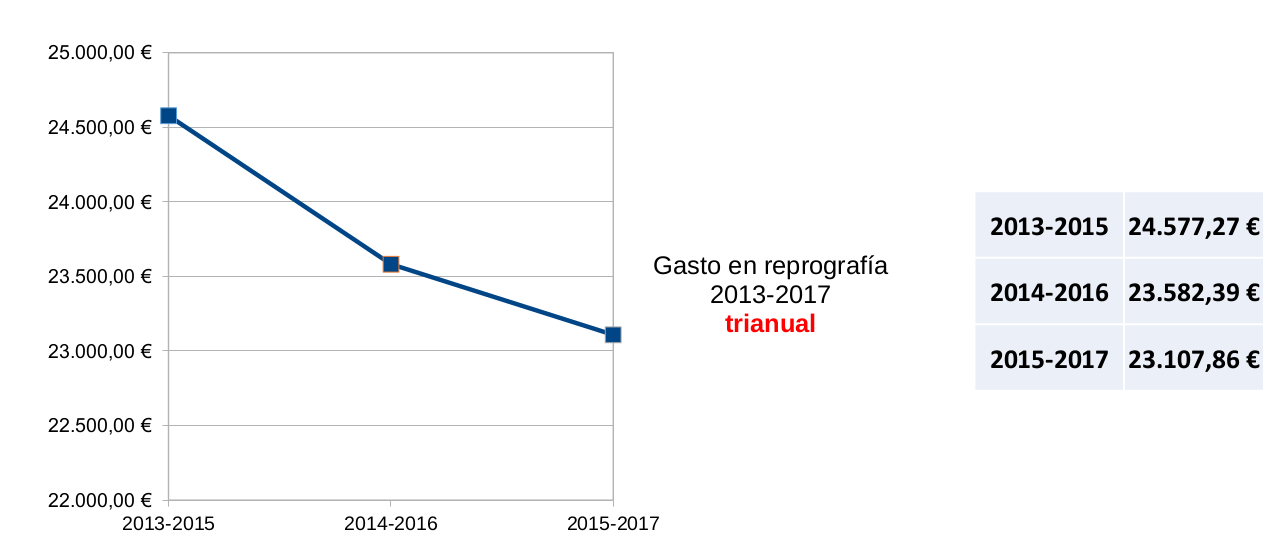 25.000,00 €
24.500,00 €
24.000,00 €
23.500,00 €
23.000,00 €
22.500,00 €
22.000,00 €
2013-2015
2014-2016
2015-2017
Gasto en reprografía
2013-2017
trianual
2013-2015 24.577,27 €
2014-2016 23.582,39 €
2015-2017 23.107,86 €